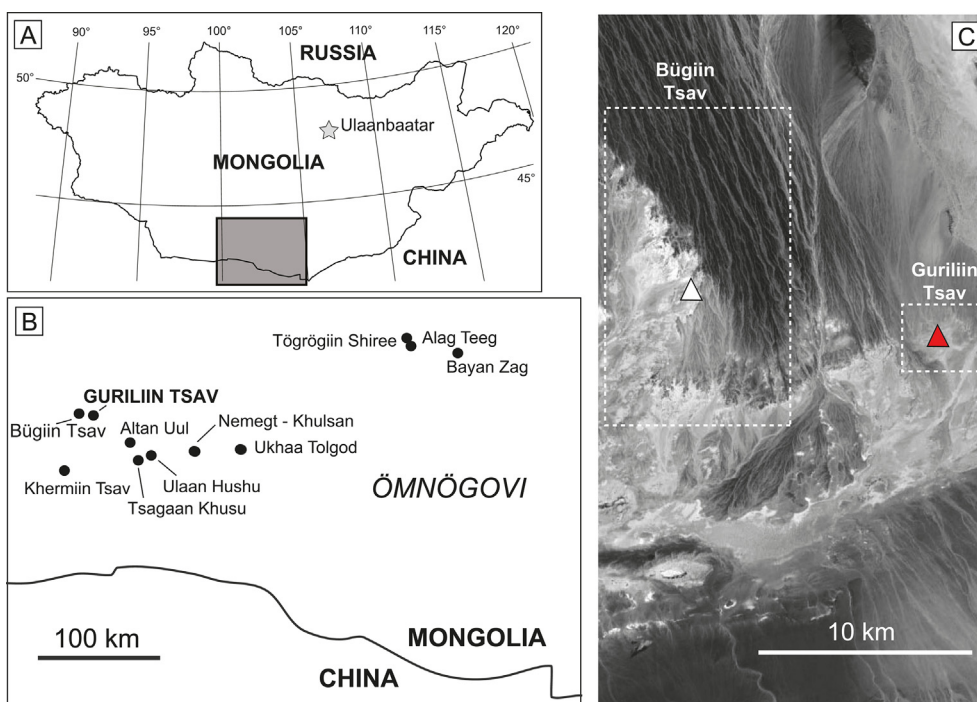 A
90°
95°
100°
105°
110°
115°
120°
RUSSIA
50°
Ulaanbaatar
MONGOLIA
45°
CHINA
B
Tögrögiin Shiree
Alag Teeg
Bayan Zag
GURILIIN TSAV
Bügiin Tsav
Altan Uul
Nemegt - Khulsan
Ukhaa Tolgod
Khermiin Tsav
Ulaan Hushu
Tsagaan Khusu
ÖMNÖGOVI
100 km
MONGOLIA
CHINA
C
Bügiin
Tsav
Guriliin
Tsav
10 km